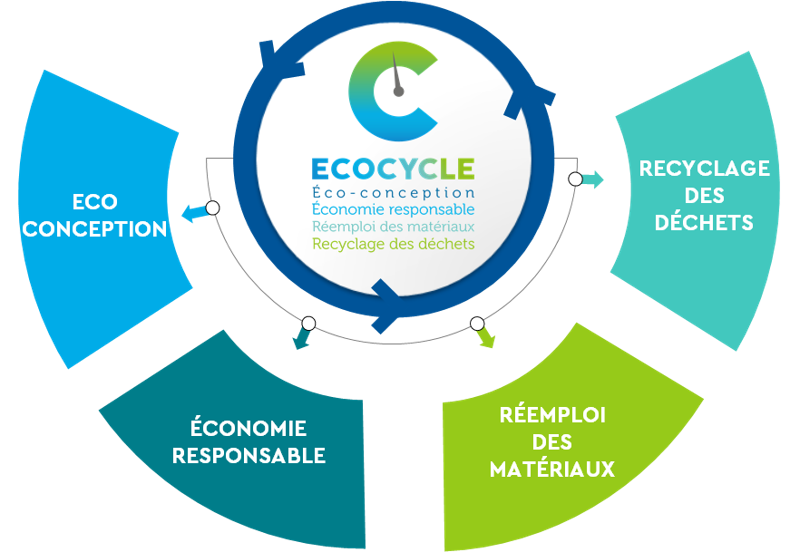 ECOCYCLE
Éco-conception
Économie responsable
Réemploi des matériaux
Recyclage des déchets
ECO
CONCEPTION
ÉCONOMIE
RESPONSABLE
RÉEMPLOI
DES
MATÉRIAUX
RECYCLAGE
DES
DÉCHETS